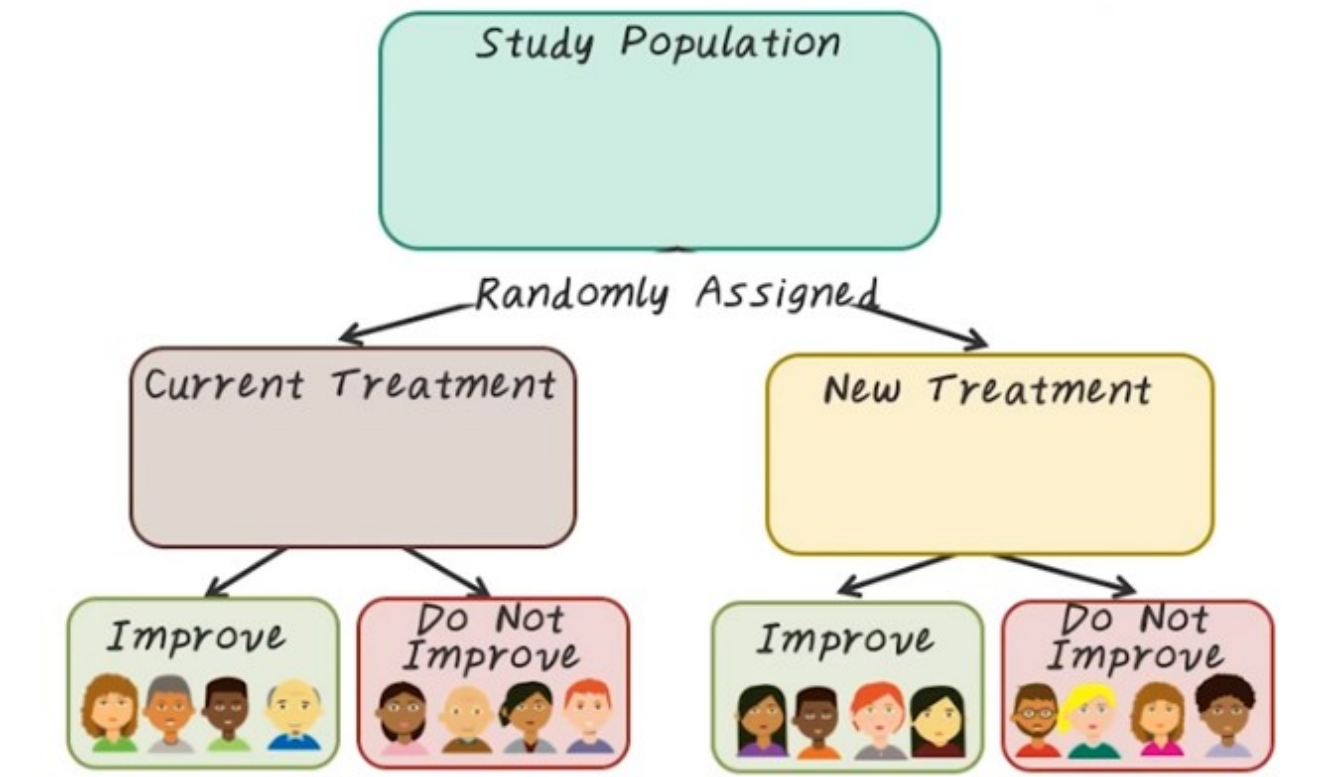 Study Population
Randomly Assigned
Current Treatment
New Treatment
Improve
Do Not
Improve
Improve
Do Not
Improve